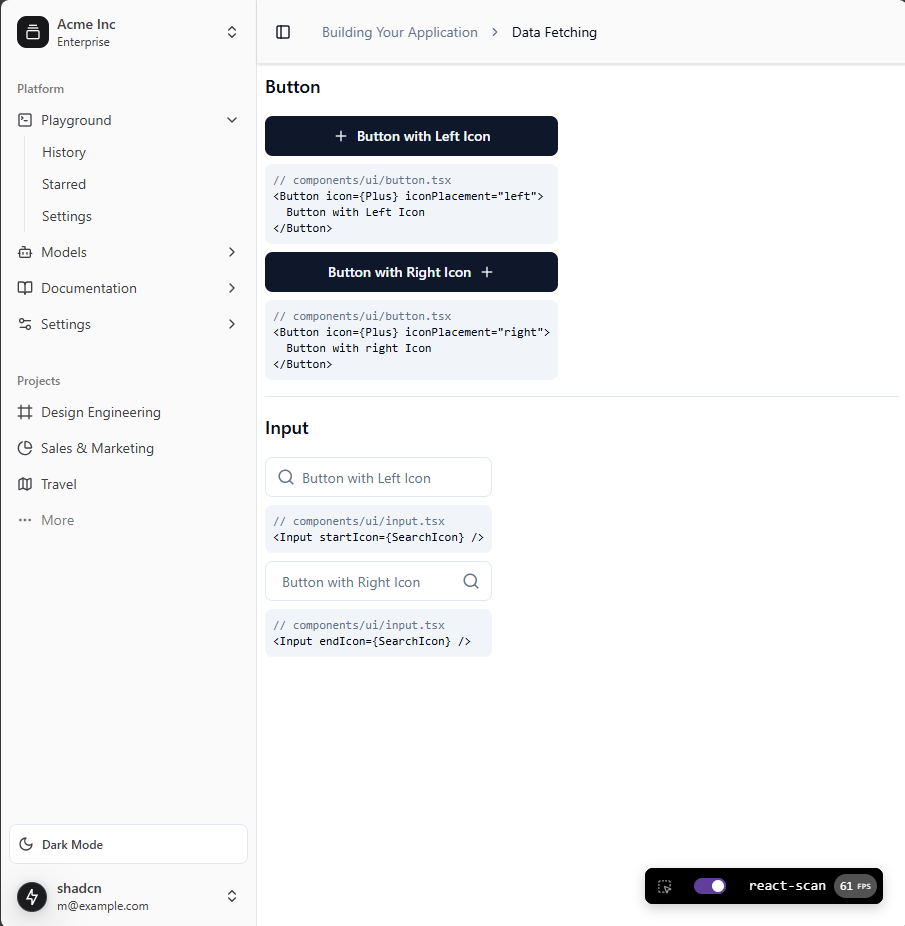 Acme Inc
Enterprise
Platform
Playground
History
Starred
Settings
Models
Documentation
Settings
Projects
Design Engineering
Sales & Marketing
Travel
More
Dark Mode
shadcn
m@example.com
Building Your Application > Data Fetching
Button
Button with Left Icon
// components/ui/button.tsx
<Button icon={Plus} iconPlacement="left">
  Button with Left Icon
</Button>
Button with Right Icon
// components/ui/button.tsx
<Button icon={Plus} iconPlacement="right">
  Button with right Icon
</Button>
Input
Button with Left Icon
// components/ui/input.tsx
<Input startIcon={SearchIcon} />
Button with Right Icon
// components/ui/input.tsx
<Input endIcon={SearchIcon} />
react-scan 61 FPS